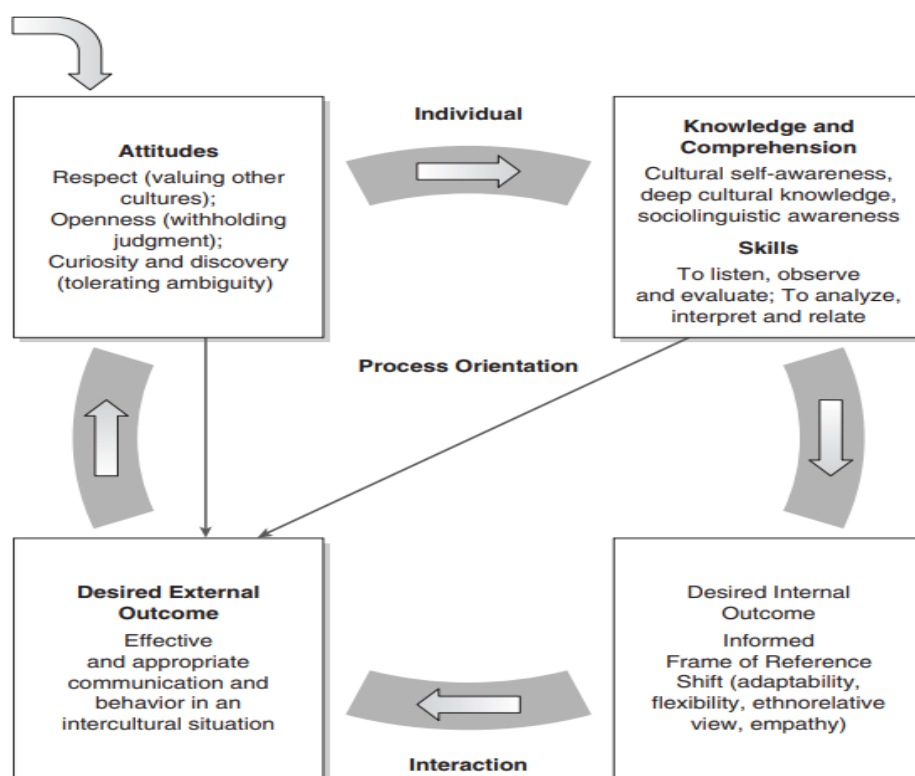 Individual
Attitudes
Respect (valuing other
cultures);
Openness (withholding
judgment);
Curiosity and discovery
(tolerating ambiguity)
Knowledge and
Comprehension
Cultural self-awareness,
deep cultural knowledge,
sociolinguistic awareness
Skills
To listen, observe
and evaluate; To analyze,
interpret and relate
Process Orientation
Desired External
Outcome
Effective
and appropriate
communication and
behavior in an
intercultural situation
Desired Internal
Outcome
Informed
Frame of Reference
Shift (adaptability,
flexibility, ethnorelative
view, empathy)
Interaction